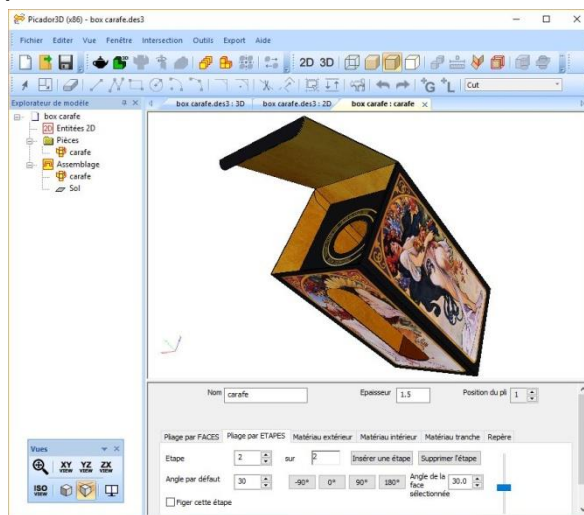 Picador3D (x86) - box carafe.des3
Fichier Editer Vue Fenêtre Intersection Outils Export Aide
2D 3D
G L Cut
Explorateur de modèle
box carafe.des3 : 3D box carafe.des3 : 2D box carafe : carafe
box carafe
2D Entitées 2D
Pièces
carafe
Assemblage
carafe
Sol
Nom carafe Epaisseur 1.5 Position du pli 1
Pliage par FACES Pliage par ETAPES Matériau extérieur Matériau intérieur Matériau tranche Repère
Etape 2 sur 2 Insérer une étape Supprimer l'étape
Angle par défaut 30 -90° 0° 90° 180° Angle de la face sélectionnée 30.0
Figer cette étape
Vues
XY VIEW YZ VIEW ZX VIEW
ISO VIEW